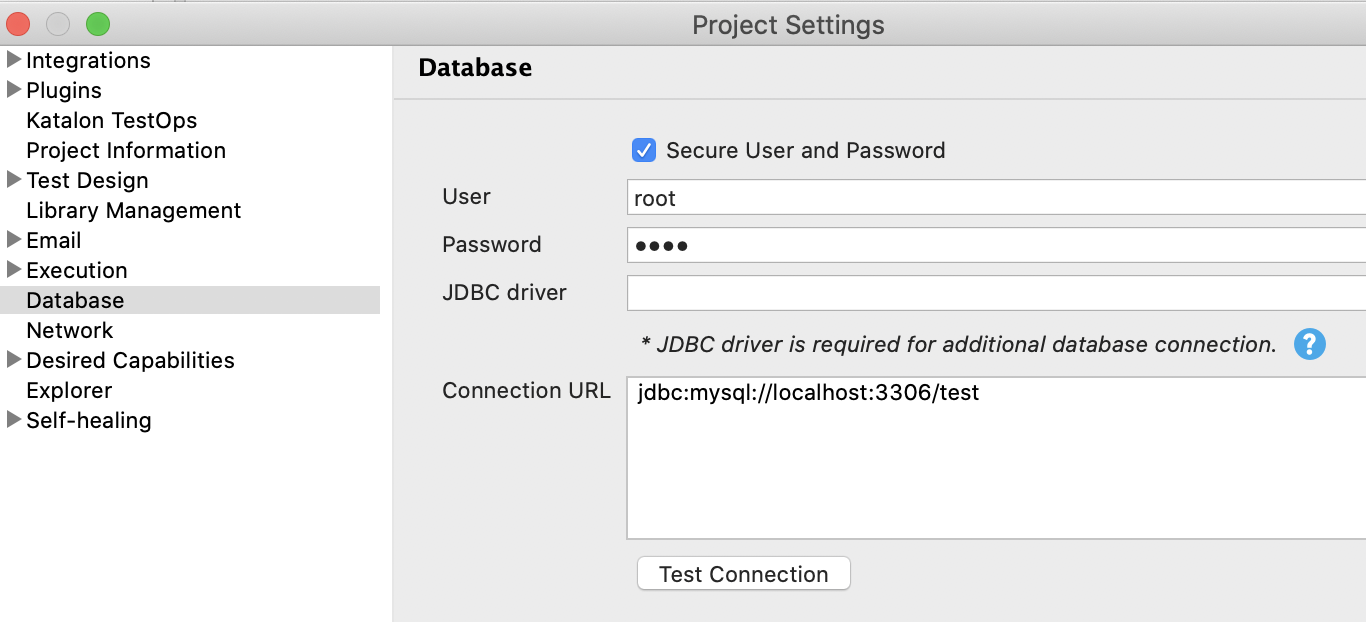 Project Settings
Integrations
Plugins
Katalon TestOps
Project Information
Test Design
Library Management
Email
Execution
Database
Network
Desired Capabilities
Explorer
Self-healing
Database
Secure User and Password
User root
Password ●●●●
JDBC driver
* JDBC driver is required for additional database connection. ?
Connection URL jdbc:mysql://localhost:3306/test
Test Connection